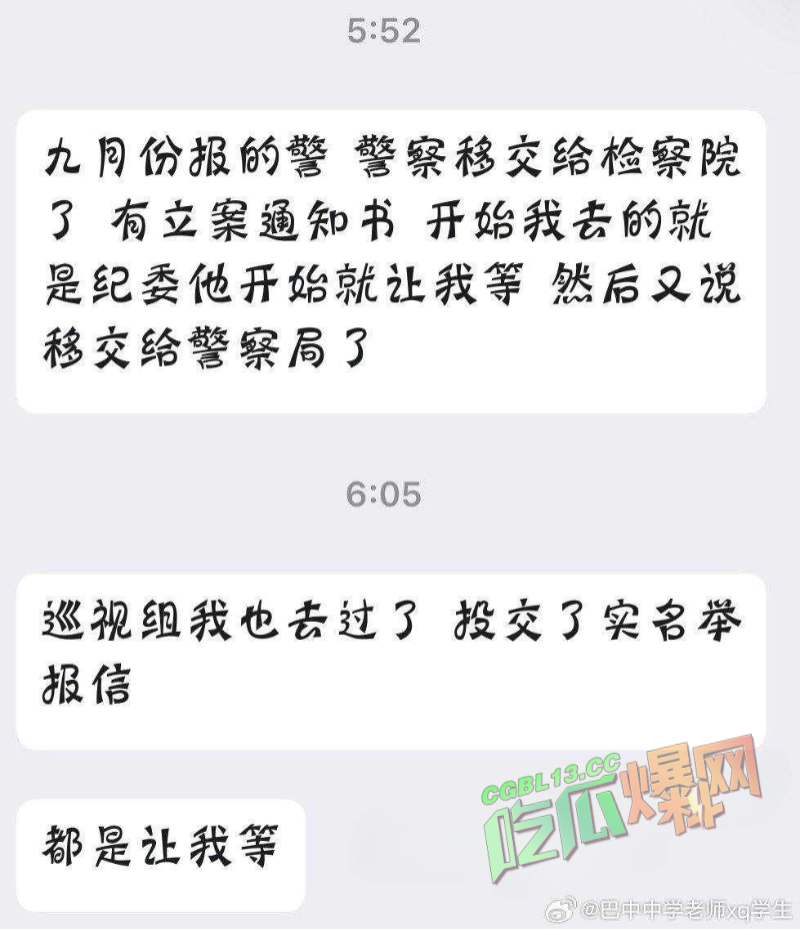 5:52
九月份报的警 警察移交给检察院
了 有立案通知书 开始我去的就
是纪委他开始就让我等 然后又说
移交给警察局了
6:05
巡视组我也去过了 投交了实名举
报信
CGBL13.CC
吃瓜爆网
都是让我等
@巴中中学老师xq学生